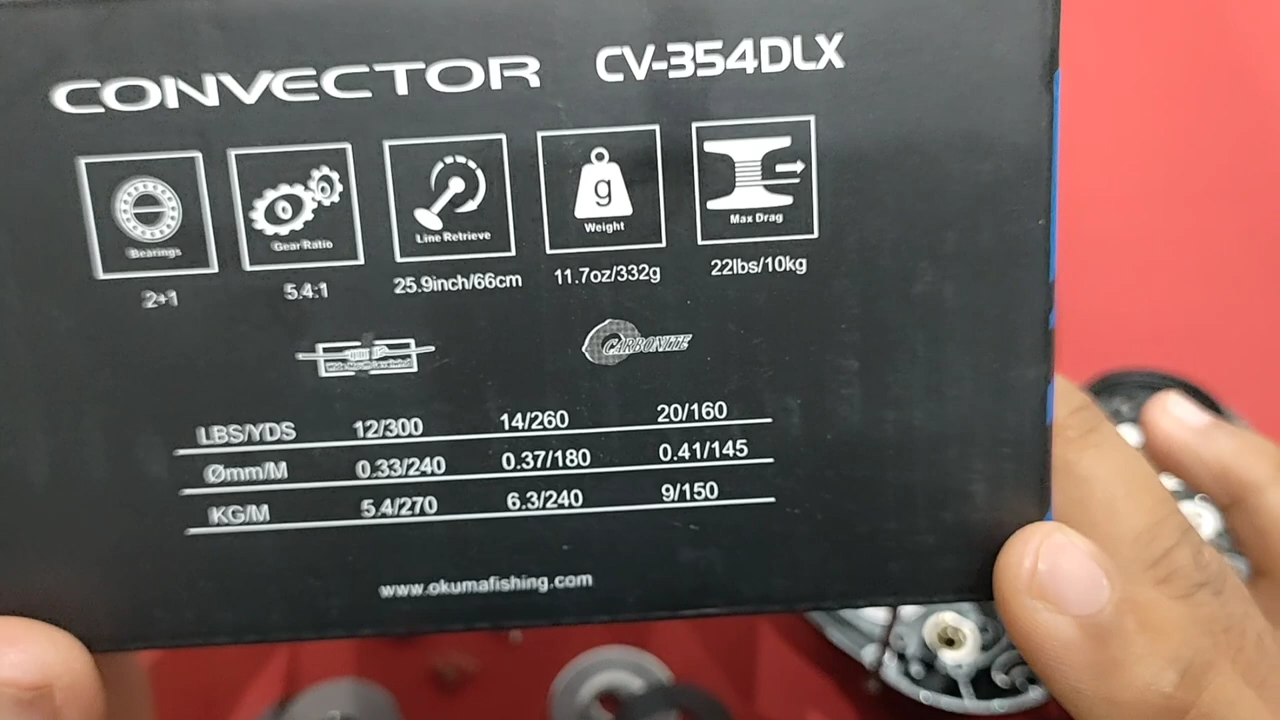 CONVECTOR CV-354DLX
Bearings Gear Ratio Line Retrieve g Weight Max Drag
2+1 5.4:1 25.9inch/66cm 11.7oz/332g 22lbs/10kg
CARBONITE
LBS/YDS 12/300 14/260 20/160
Ømm/M 0.33/240 0.37/180 0.41/145
KG/M 5.4/270 6.3/240 9/150
www.okumafishing.com